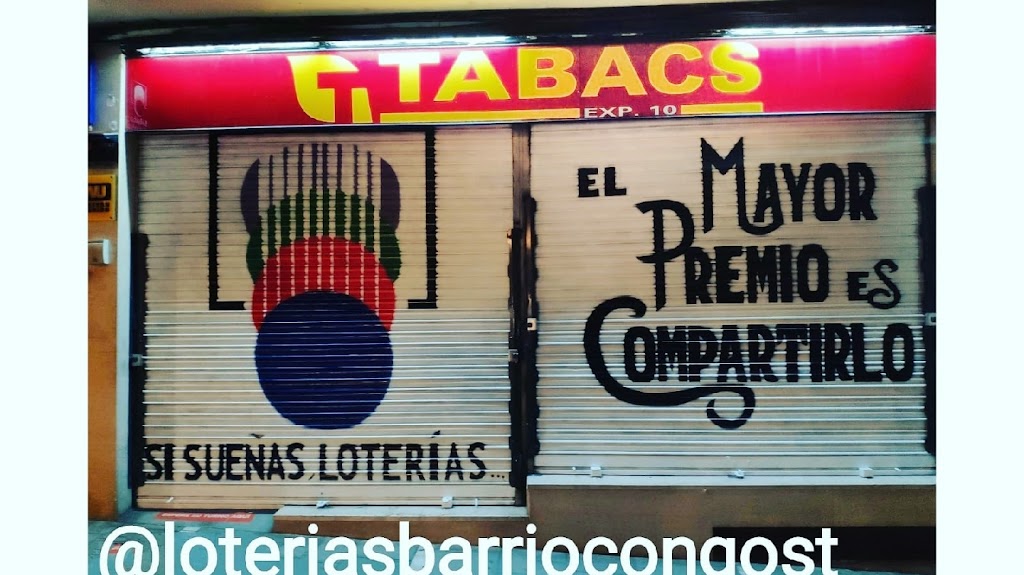 TABACS
EXP. 10
EL MAYOR
PREMIO ES
COMPARTIRLO
SI SUEÑAS, LOTERÍAS...
@loteriasbarriocongost